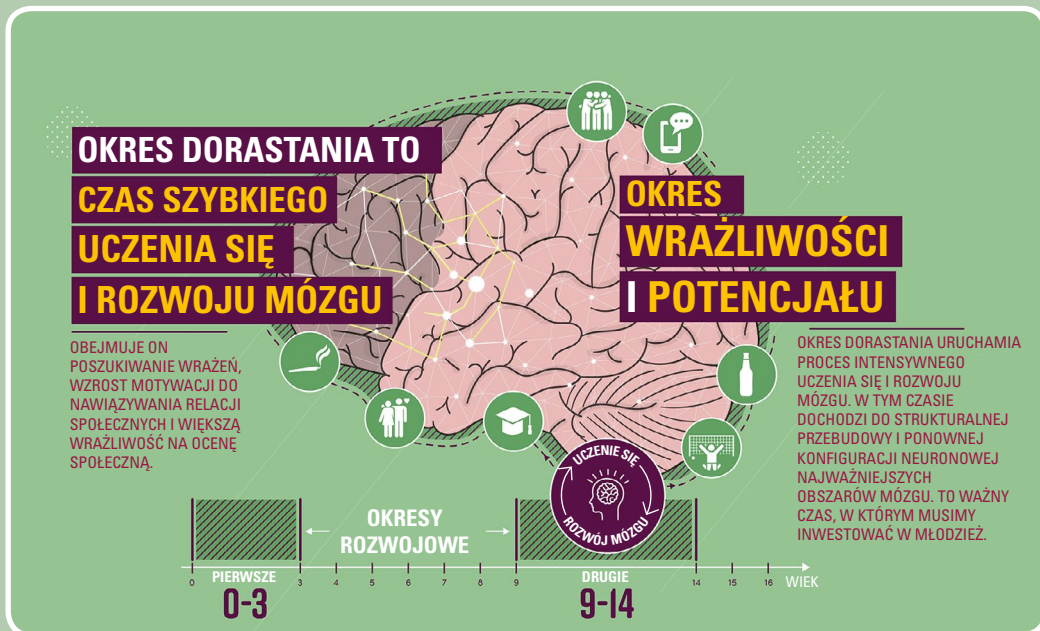 OKRES DORASTANIA TO
CZAS SZYBKIEGO
UCZENIA SIĘ
I ROZWOJU MÓZGU
OBEJMUJE ON
POSZUKIWANIE WRAŻEŃ,
WZROST MOTYWACJI DO
NAWIĄZYWANIA RELACJI
SPOŁECZNYCH I WIĘKSZĄ
WRAŻLIWOŚĆ NA OCENĘ
SPOŁECZNĄ.
OKRES
WRAŻLIWOŚCI
I POTENCJAŁU
OKRES DORASTANIA URUCHAMIA
PROCES INTENSYWNEGO
UCZENIA SIĘ I ROZWOJU
MÓZGU. W TYM CZASIE
DOCHODZI DO STRUKTURALNEJ
PRZEBUDOWY I PONOWNEJ
KONFIGURACJI NEURONOWEJ
NAJWAŻNIEJSZYCH
OBSZARÓW MÓZGU. TO WAŻNY
CZAS, W KTÓRYM MUSIMY
INWESTOWAĆ W MŁODZIEŻ.
UCZENIE SIĘ
ROZWÓJ MÓZGU
OKRESY
ROZWOJOWE
0 3 4 5 6 7 8 9 14 15 16 WIEK
PIERWSZE
0-3
DRUGIE
9-14